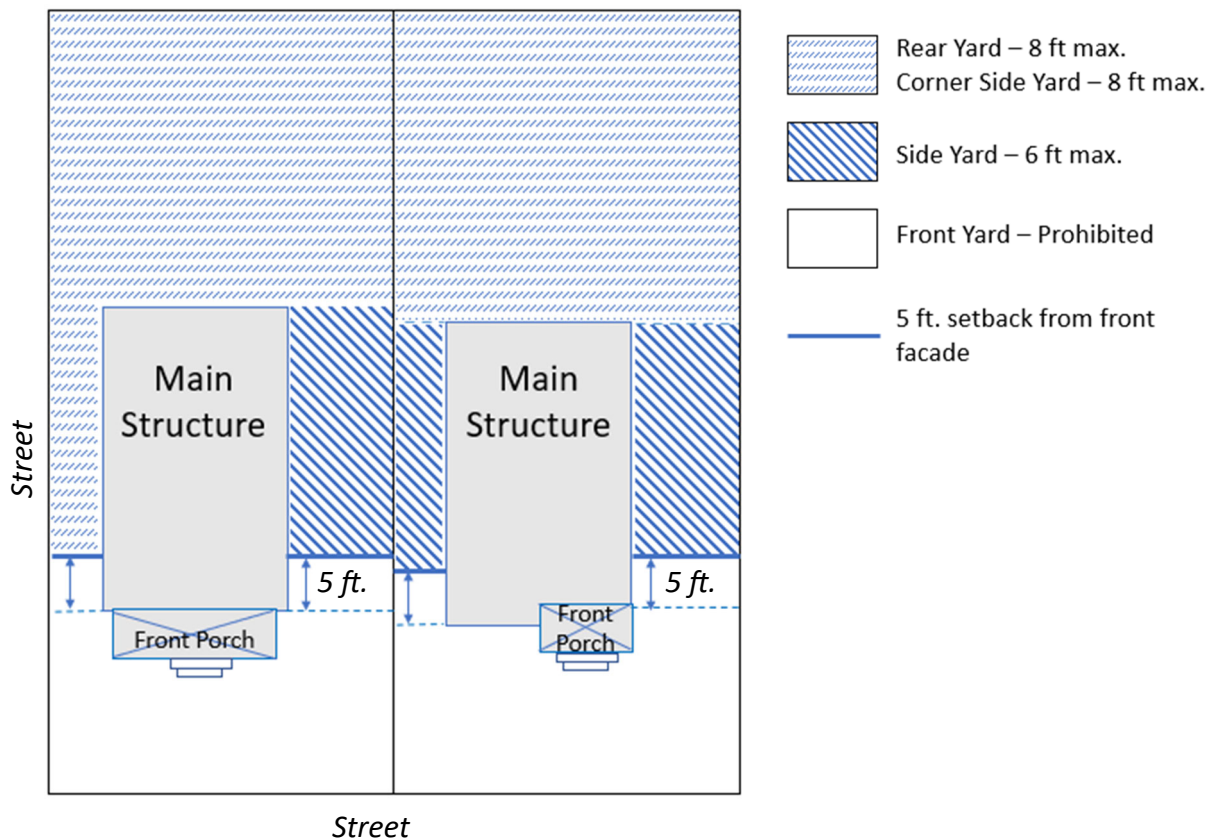 Rear Yard – 8 ft max.
Corner Side Yard – 8 ft max.
Side Yard – 6 ft max.
Front Yard – Prohibited
5 ft. setback from front
facade
Main
Structure
Main
Structure
Street
5 ft.
5 ft.
Front Porch
Front
Porch
Street